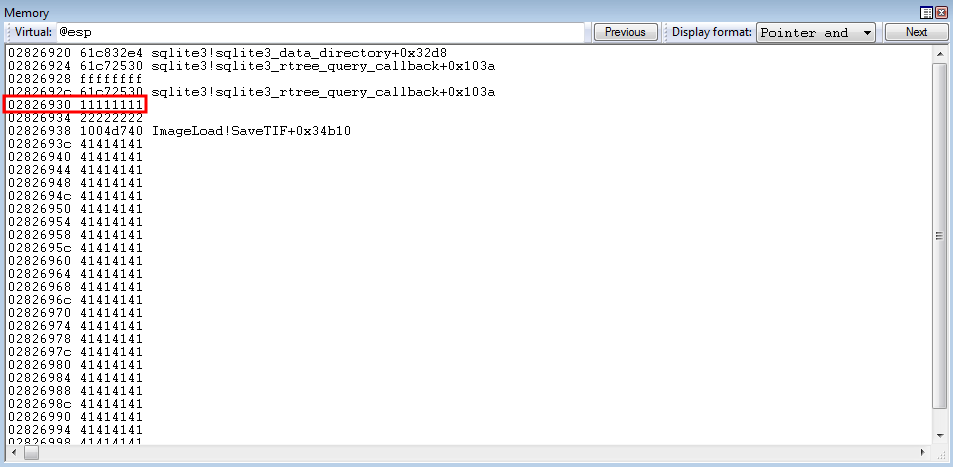 Memory
Virtual: @esp Previous Display format: Pointer and Next
02826920 61c832e4 sqlite3!sqlite3_data_directory+0x32d8
02826924 61c72530 sqlite3!sqlite3_rtree_query_callback+0x103a
02826928 ffffffff
0282692c 61c72530 sqlite3!sqlite3_rtree_query_callback+0x103a
02826930 11111111
02826934 22222222
02826938 1004d740 ImageLoad!SaveTIF+0x34b10
0282693c 41414141
02826940 41414141
02826944 41414141
02826948 41414141
0282694c 41414141
02826950 41414141
02826954 41414141
02826958 41414141
0282695c 41414141
02826960 41414141
02826964 41414141
02826968 41414141
0282696c 41414141
02826970 41414141
02826974 41414141
02826978 41414141
0282697c 41414141
02826980 41414141
02826984 41414141
02826988 41414141
0282698c 41414141
02826990 41414141
02826994 41414141
02826998 41414141